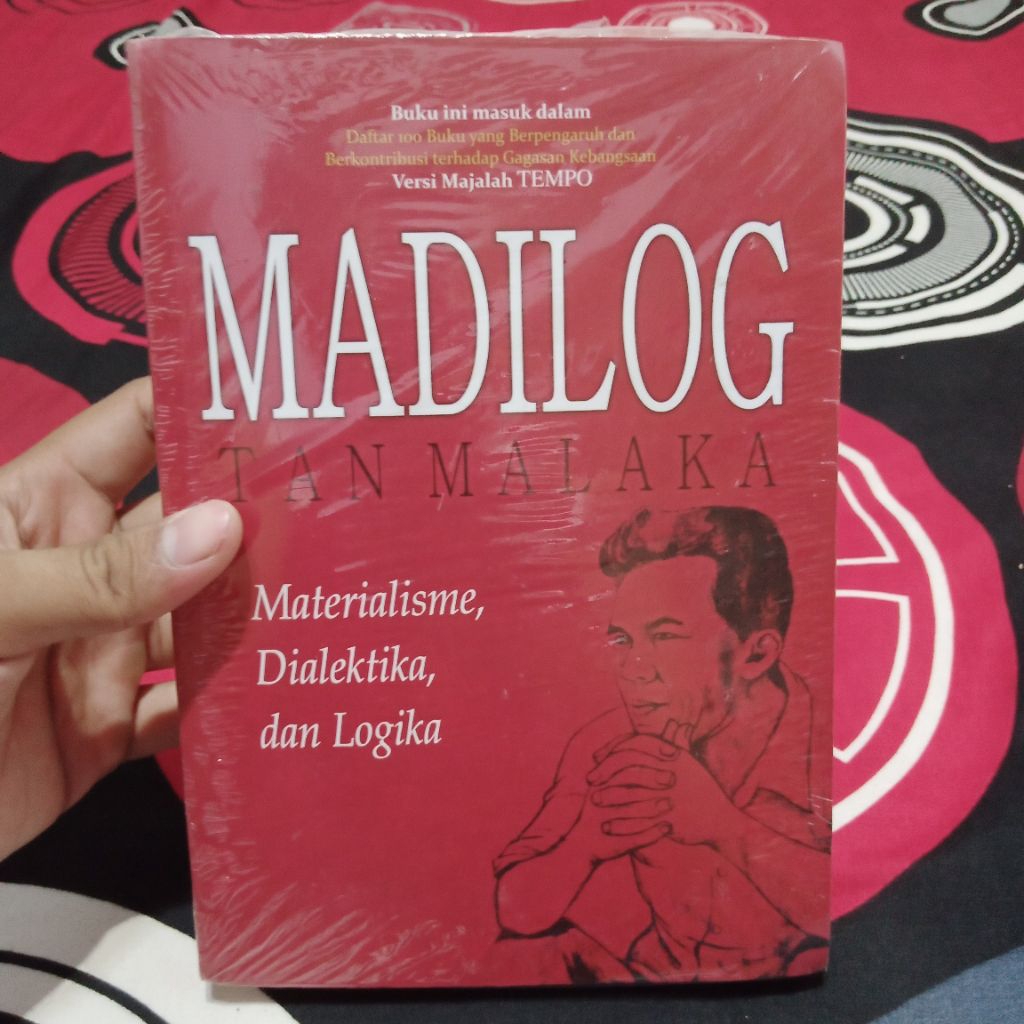 Buku ini masuk dalam
Daftar 100 Buku yang Berpengaruh dan
Berkontribusi terhadap Gagasan Kebangsaan
Versi Majalah TEMPO
MADILOG
TAN MALAKA
Materialisme,
Dialektika,
dan Logika